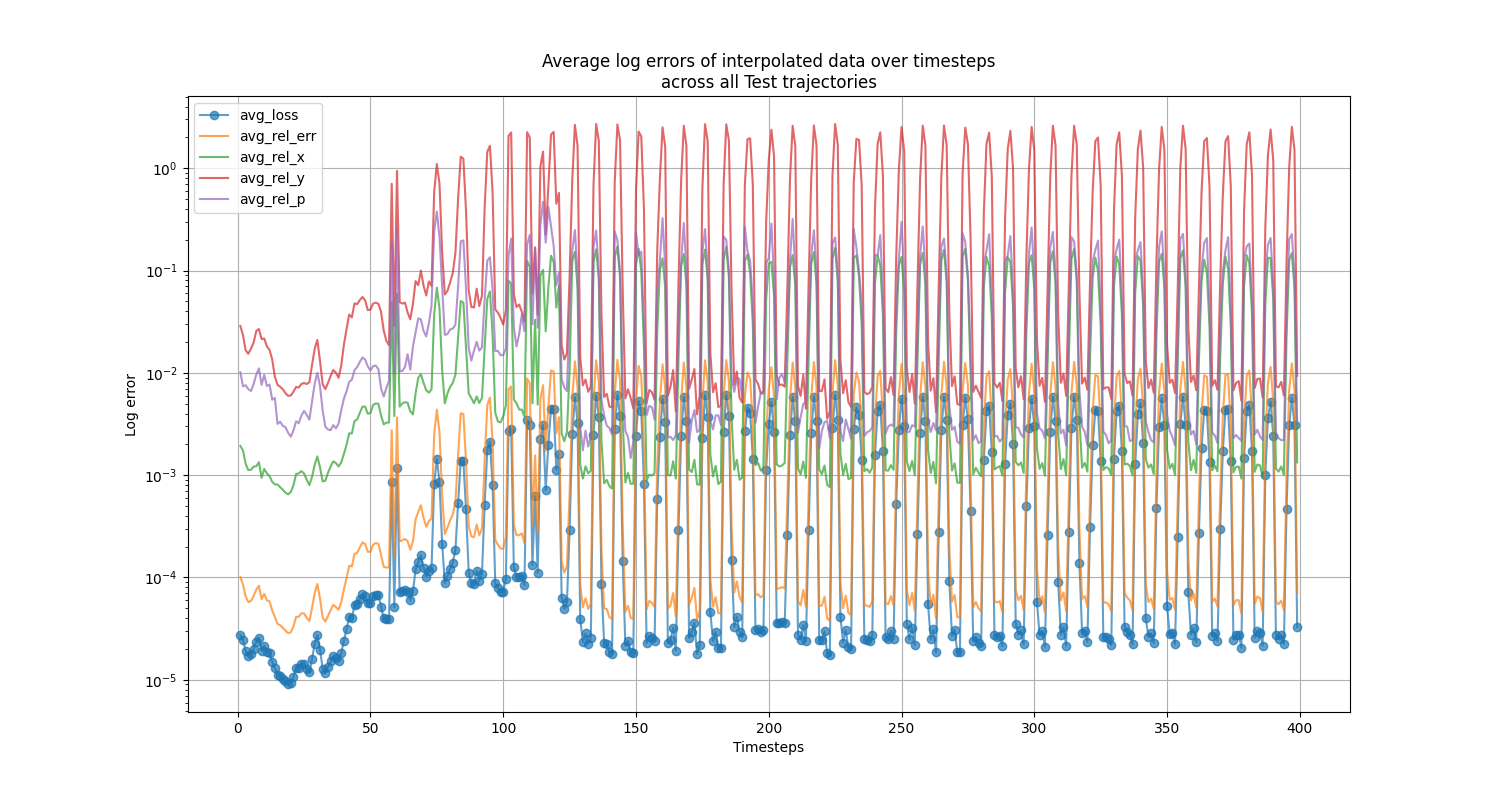 Average log errors of interpolated data over timesteps
across all Test trajectories
avg_loss
avg_rel_err
avg_rel_x
avg_rel_y
avg_rel_p
Log error
10⁰
10⁻¹
10⁻²
10⁻³
10⁻⁴
10⁻⁵
0 50 100 150 200 250 300 350 400
Timesteps